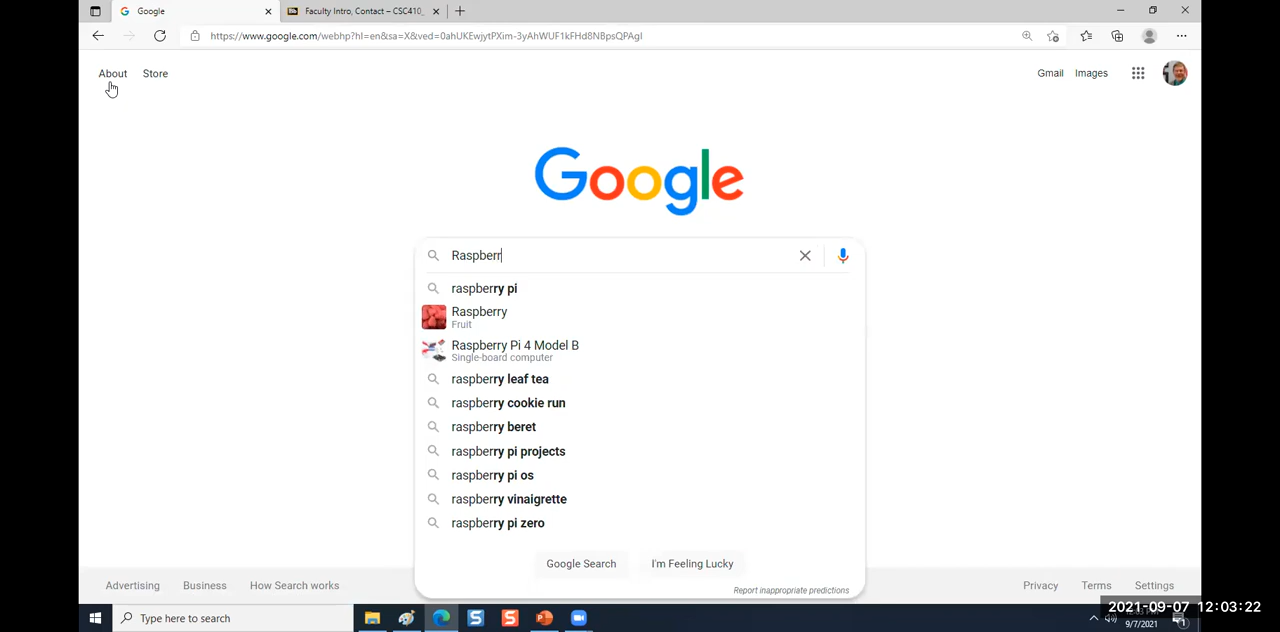 Google
Faculty Intro, Contact – CSC410_
https://www.google.com/webhp?hl=en&sa=X&ved=0ahUKEwjytPXim-3yAhWUF1kFHd8NBpsQPAgI
About
Store
Gmail
Images
Google
Raspberr
raspberry pi
Raspberry
Fruit
Raspberry Pi 4 Model B
Single-board computer
raspberry leaf tea
raspberry cookie run
raspberry beret
raspberry pi projects
raspberry pi os
raspberry vinaigrette
raspberry pi zero
Google Search
I'm Feeling Lucky
Report inappropriate predictions
Advertising
Business
How Search works
Privacy
Terms
Settings
Type here to search
2021-09-07 12:03:22
9/7/2021